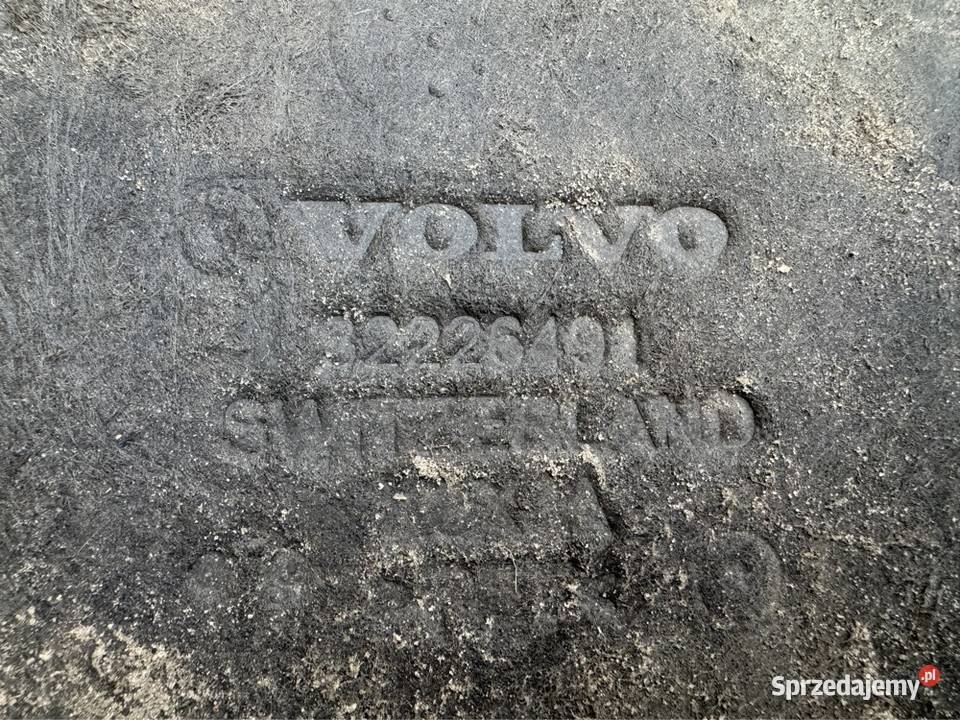 VOLVO
32226491
SWITZERLAND
Sprzedajemy.pl